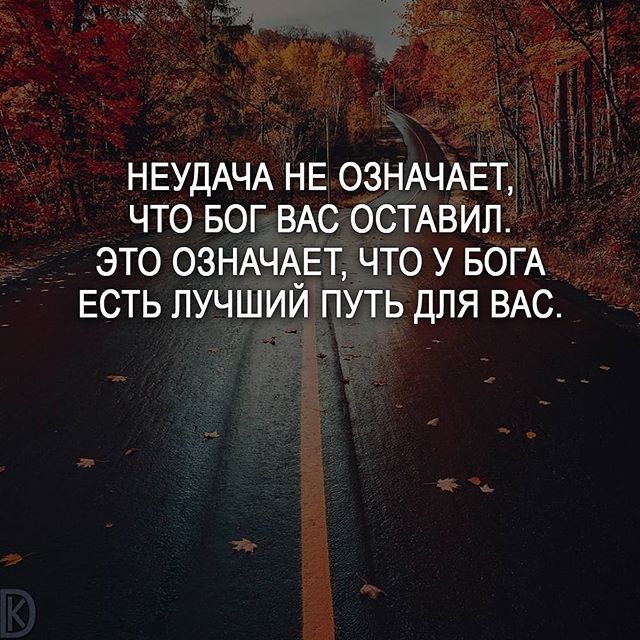 НЕУДАЧА НЕ ОЗНАЧАЕТ,
ЧТО БОГ ВАС ОСТАВИЛ.
ЭТО ОЗНАЧАЕТ, ЧТО У БОГА
ЕСТЬ ЛУЧШИЙ ПУТЬ ДЛЯ ВАС.